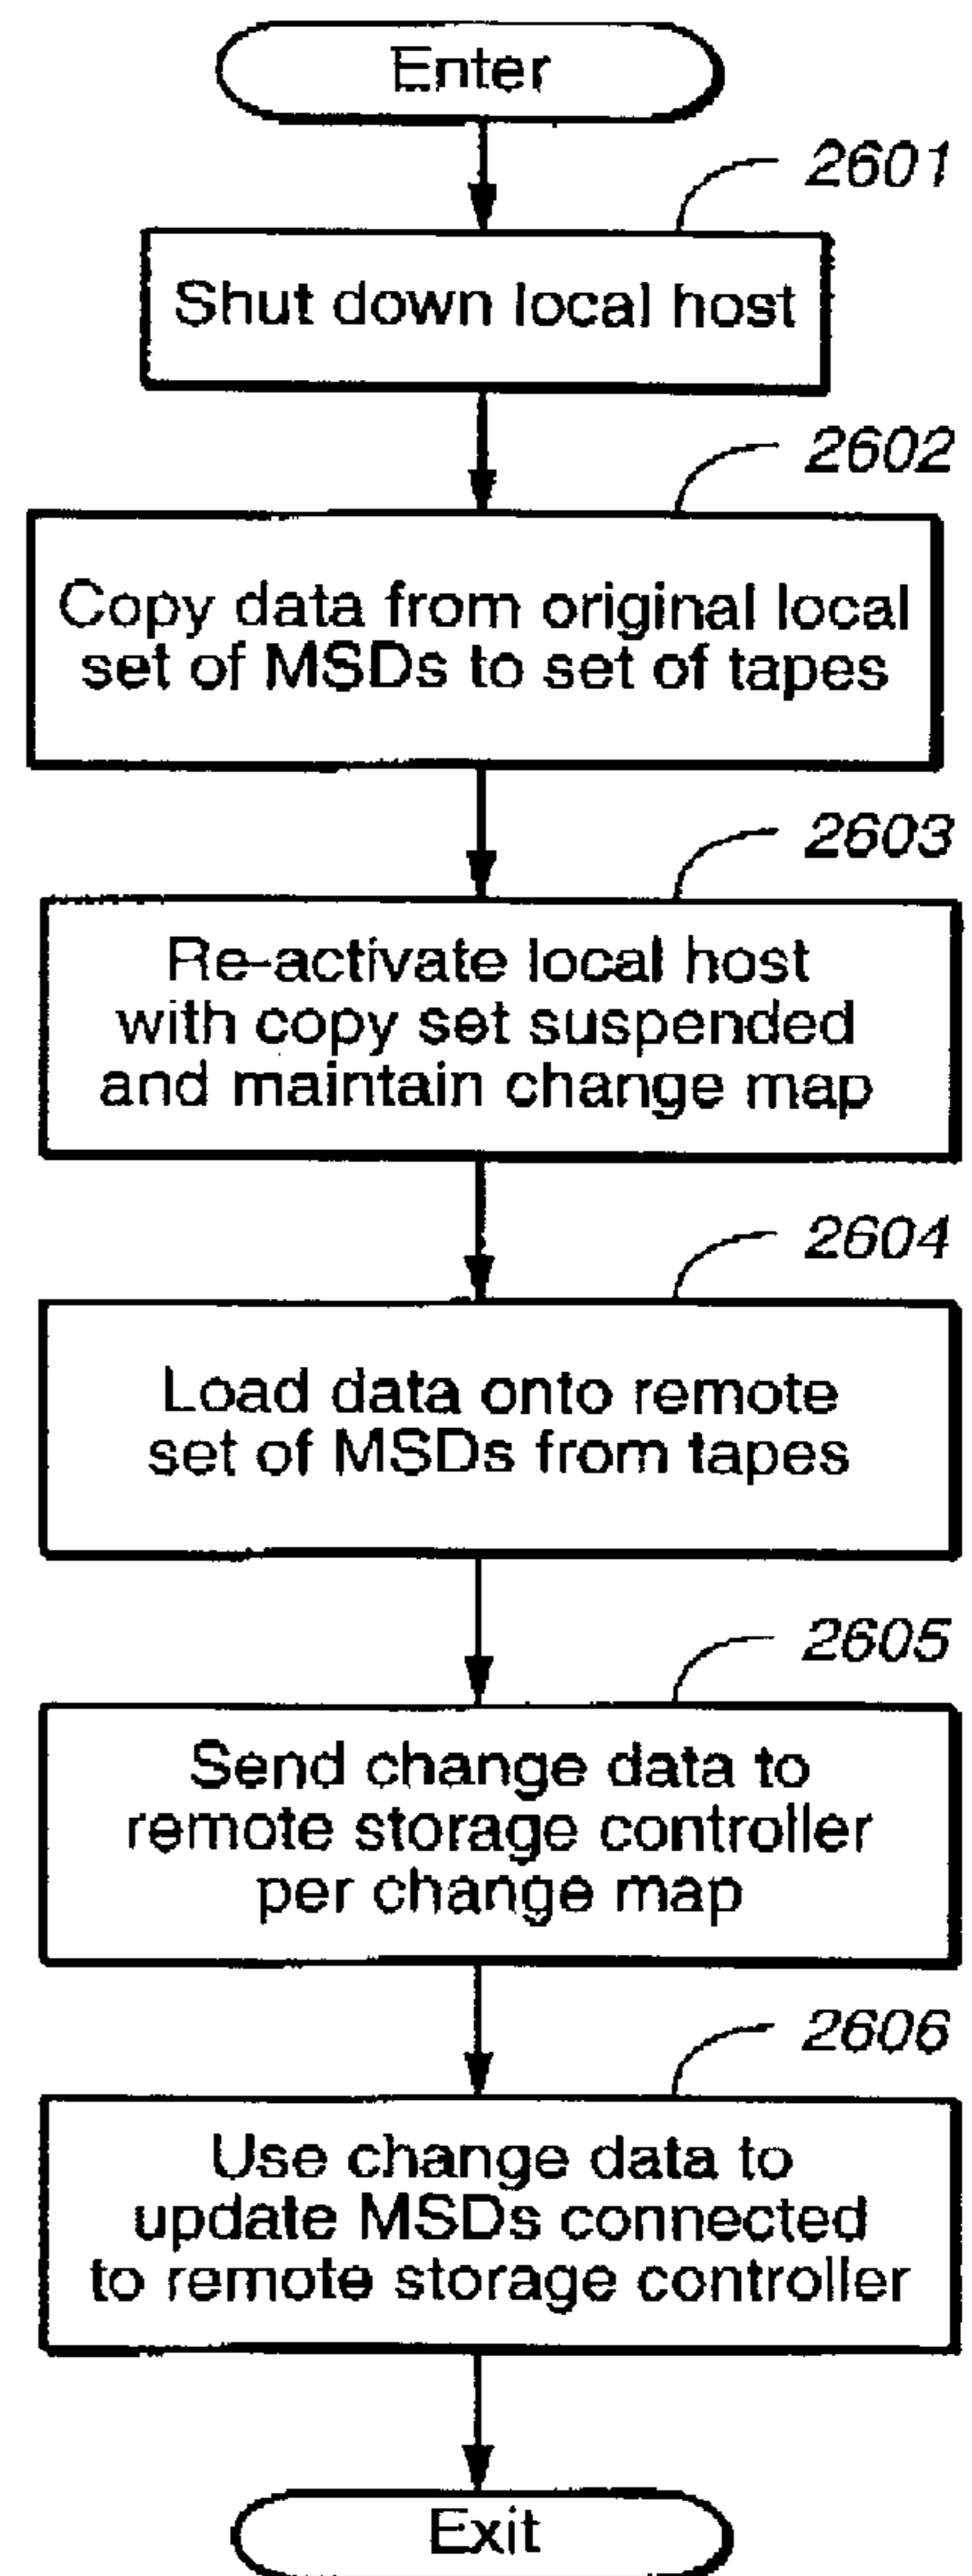 Enter
2601
Shut down local host
2602
Copy data from original local
set of MSDs to set of tapes
2603
Re-activate local host
with copy set suspended
and maintain change map
2604
Load data onto remote
set of MSDs from tapes
2605
Send change data to
remote storage controller
per change map
2606
Use change data to
update MSDs connected
to remote storage controller
Exit